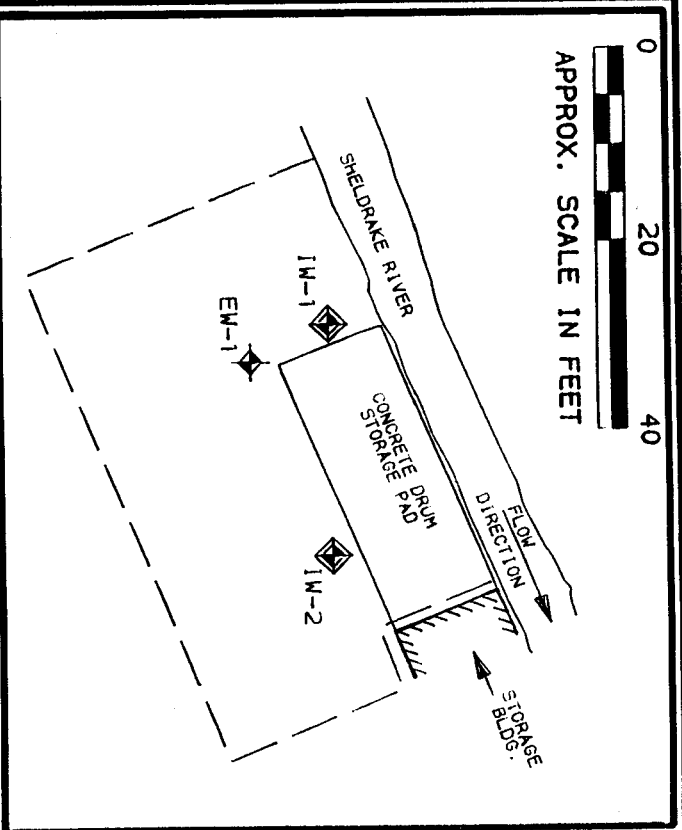 0 20 40
APPROX. SCALE IN FEET
SHELDRAKE RIVER
FLOW
DIRECTION
IW-1
EW-1
CONCRETE DRUM
STORAGE PAD
IW-2
STORAGE
BLDG.